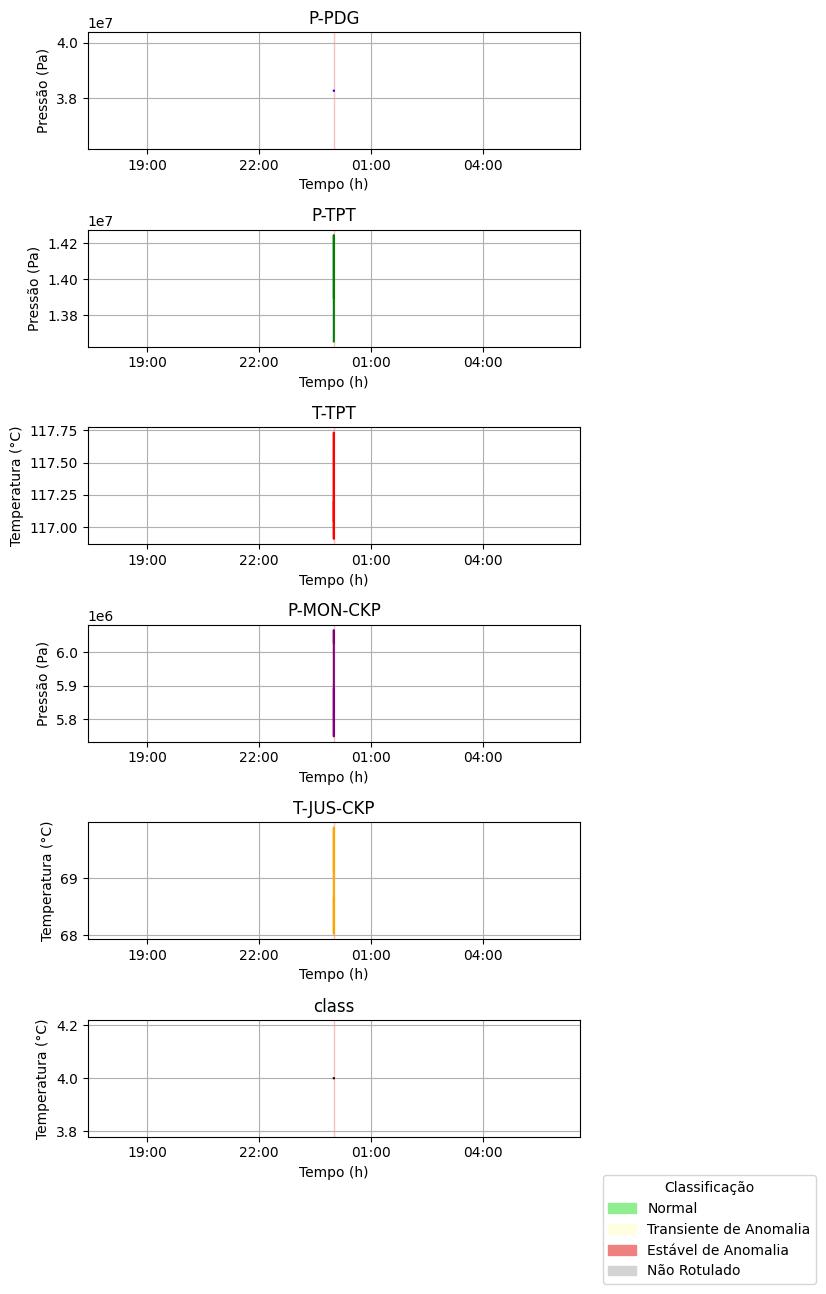 P-PDG
1e7
4.0
3.8
Pressão (Pa)
19:00 22:00 01:00 04:00
Tempo (h)
P-TPT
1e7
1.42
1.40
1.38
Pressão (Pa)
19:00 22:00 01:00 04:00
Tempo (h)
T-TPT
117.75
117.50
117.25
117.00
Temperatura (°C)
19:00 22:00 01:00 04:00
Tempo (h)
P-MON-CKP
1e6
6.0
5.9
5.8
Pressão (Pa)
19:00 22:00 01:00 04:00
Tempo (h)
T-JUS-CKP
69
68
Temperatura (°C)
19:00 22:00 01:00 04:00
Tempo (h)
class
4.2
4.0
3.8
Temperatura (°C)
19:00 22:00 01:00 04:00
Tempo (h)
Classificação
Normal
Transiente de Anomalia
Estável de Anomalia
Não Rotulado